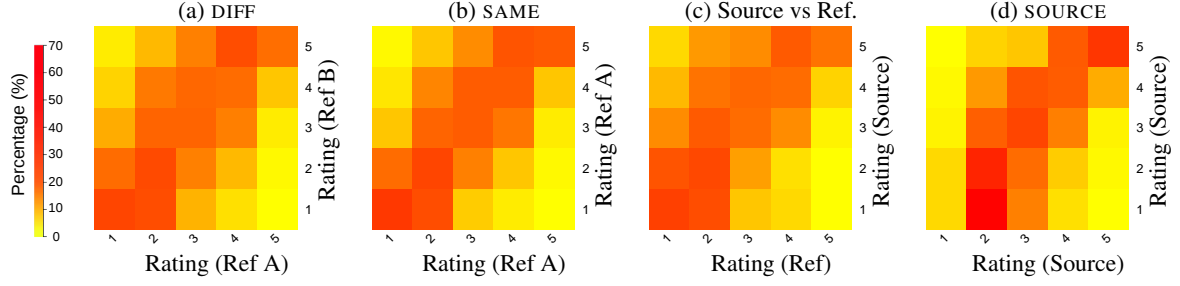 (a) DIFF
(b) SAME
(c) Source vs Ref.
(d) SOURCE
Percentage (%)
70
60
50
40
30
20
10
0
5
4
3
2
1
Rating (Ref B)
1 2 3 4 5
Rating (Ref A)
5
4
3
2
1
Rating (Ref A)
1 2 3 4 5
Rating (Ref A)
5
4
3
2
1
Rating (Source)
1 2 3 4 5
Rating (Ref)
5
4
3
2
1
Rating (Source)
1 2 3 4 5
Rating (Source)